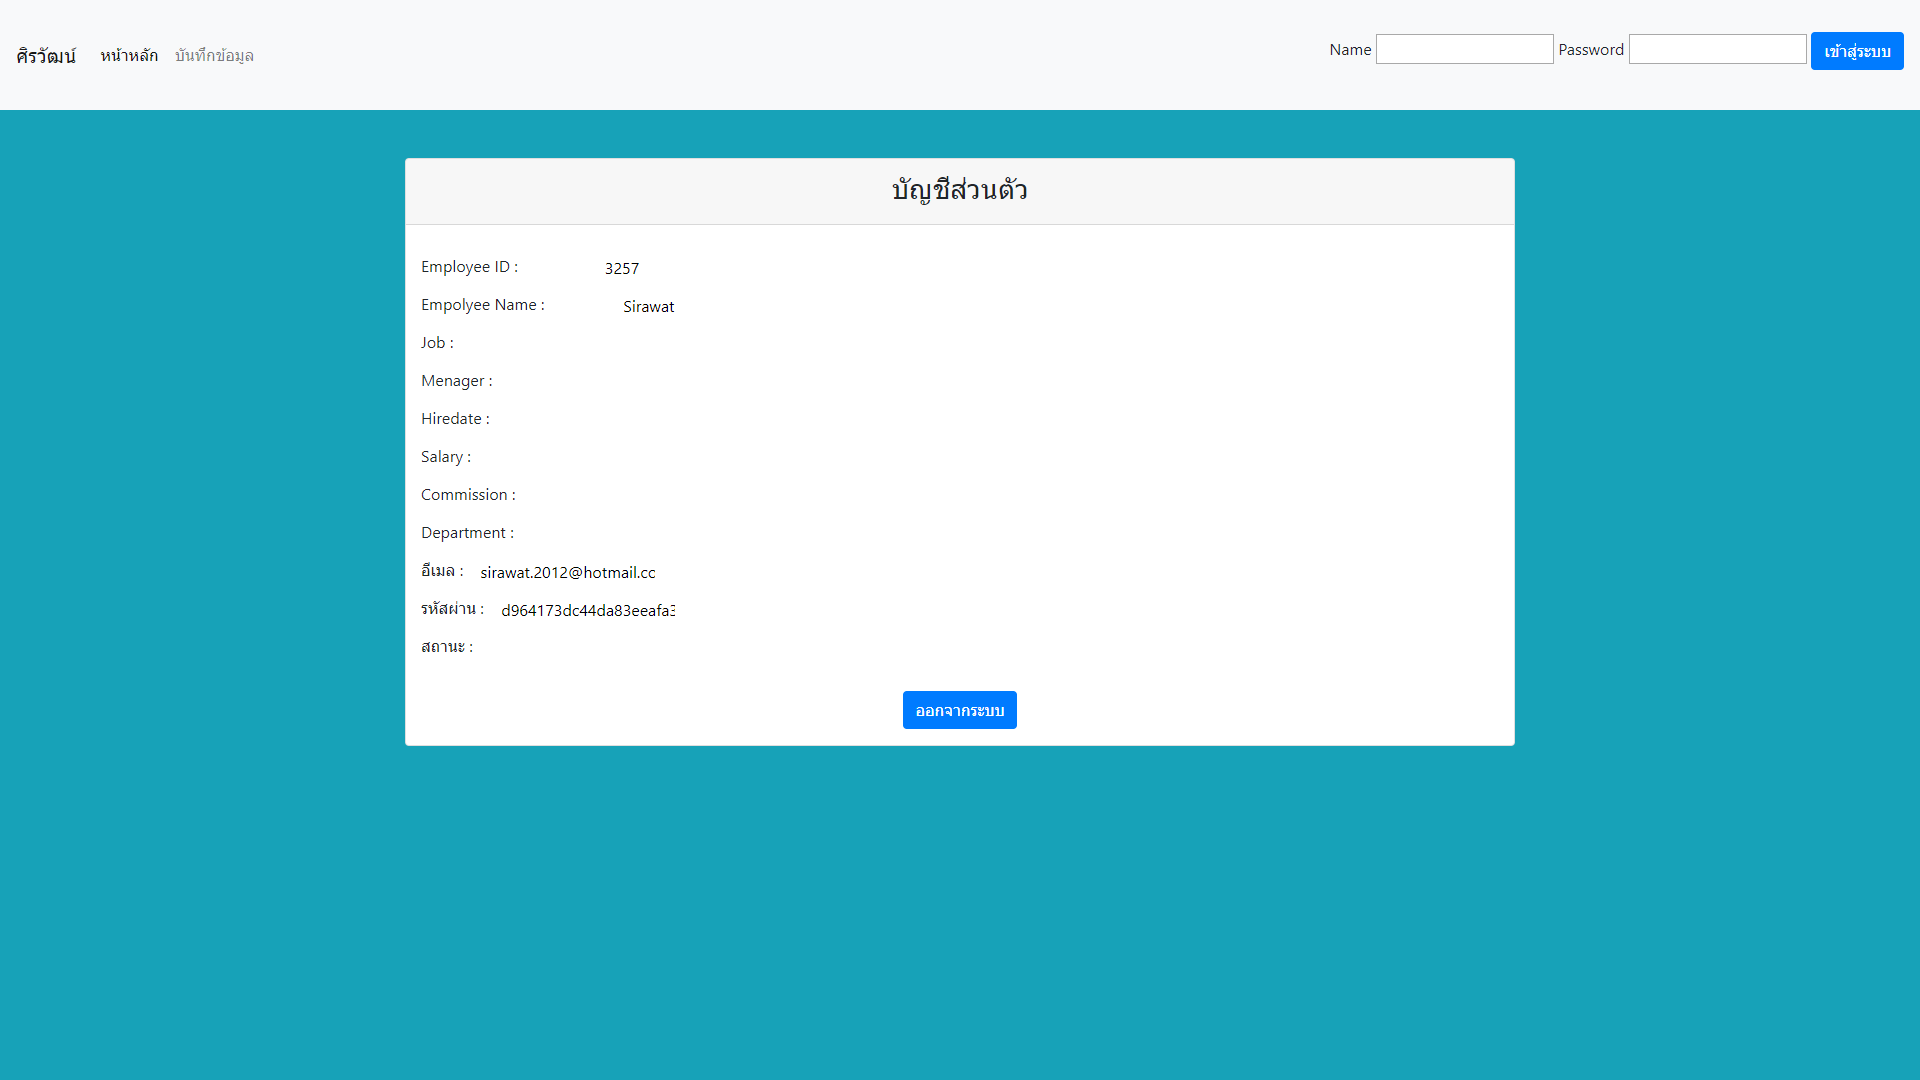 ศิรวัฒน์ หน้าหลัก บันทึกข้อมูล Name Password เข้าสู่ระบบ
บัญชีส่วนตัว
Employee ID : 3257
Empolyee Name : Sirawat
Job :
Menager :
Hiredate :
Salary :
Commission :
Department :
อีเมล : sirawat.2012@hotmail.cc
รหัสผ่าน : d964173dc44da83eeafa3
สถานะ :
ออกจากระบบ